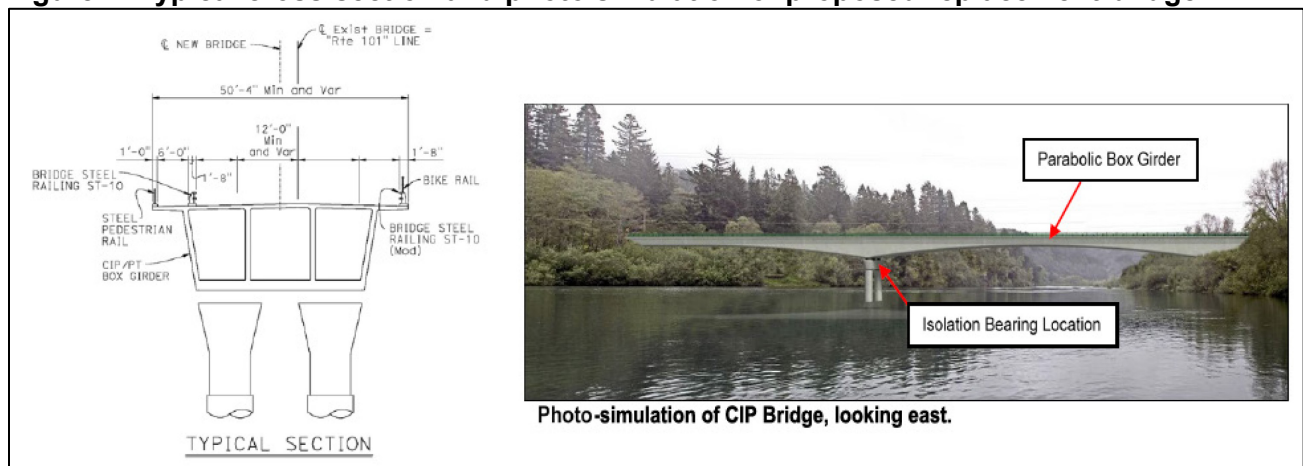 ℄ NEW BRIDGE
℄ Exist BRIDGE =
"Rte 101" LINE
50'-4" Min and Var
12'-0"
Min
and Var
1'-0"
6'-0"
1'-8"
1'-8"
BRIDGE STEEL
RAILING ST-10
BIKE RAIL
STEEL
PEDESTRIAN
RAIL
BRIDGE STEEL
RAILING ST-10
(Mod)
CIP/PT
BOX GIRDER
TYPICAL SECTION
Parabolic Box Girder
Isolation Bearing Location
Photo-simulation of CIP Bridge, looking east.